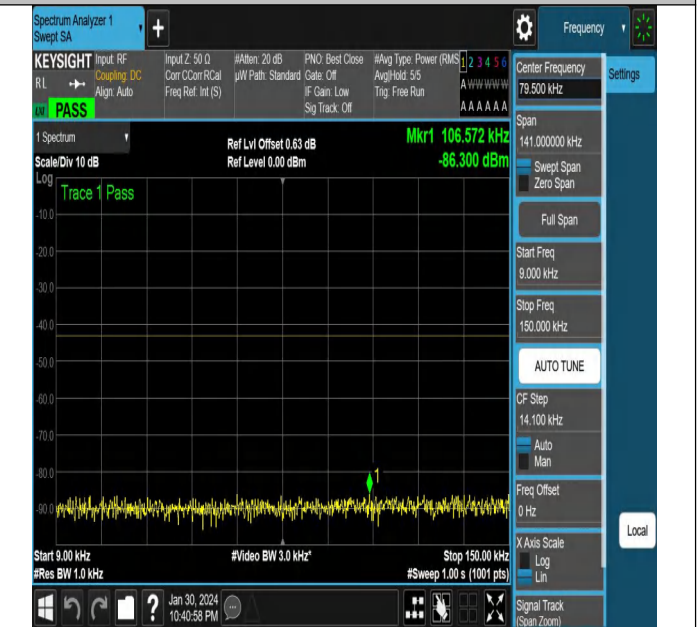 Spectrum Analyzer 1
Swept SA
+
Frequency
KEYSIGHT
RL
PASS
Input: RF
Coupling: DC
Align: Auto
Input Z: 50 Ω
Corr CCorr RCal
Freq Ref: Int (S)
#Atten: 20 dB
µW Path: Standard
PNO: Best Close
Gate: Off
IF Gain: Low
Sig Track: Off
#Avg Type: Power (RMS
Avg|Hold: 5/5
Trig: Free Run
1 2 3 4 5 6
A W W W W W
A A A A A A
1 Spectrum
Scale/Div 10 dB
Ref Lvl Offset 0.63 dB
Ref Level 0.00 dBm
Mkr1 106.572 kHz
-86.300 dBm
Log
Trace 1 Pass
-10.0
-20.0
-30.0
-40.0
-50.0
-60.0
-70.0
-80.0
-90.0
1
Start 9.00 kHz
#Video BW 3.0 kHz*
Stop 150.00 kHz
#Res BW 1.0 kHz
#Sweep 1.00 s (1001 pts)
?
Jan 30, 2024
10:40:58 PM
Center Frequency
79.500 kHz
Settings
Span
141.000000 kHz
Swept Span
Zero Span
Full Span
Start Freq
9.000 kHz
Stop Freq
150.000 kHz
AUTO TUNE
CF Step
14.100 kHz
Auto
Man
Freq Offset
0 Hz
X Axis Scale
Log
Lin
Local
Signal Track
(Span Zoom)